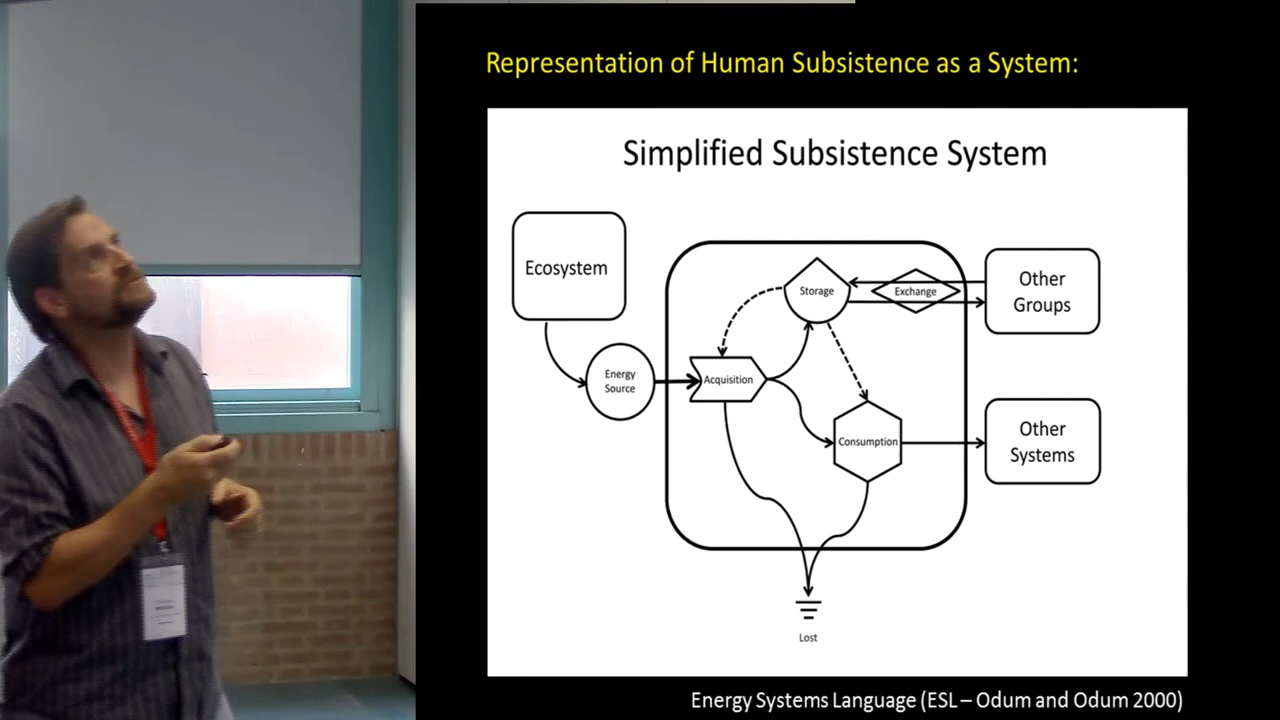 Representation of Human Subsistence as a System:
Simplified Subsistence System
Ecosystem
Energy
Source
Acquisition
Storage
Exchange
Consumption
Other
Groups
Other
Systems
Lost
Energy Systems Language (ESL – Odum and Odum 2000)